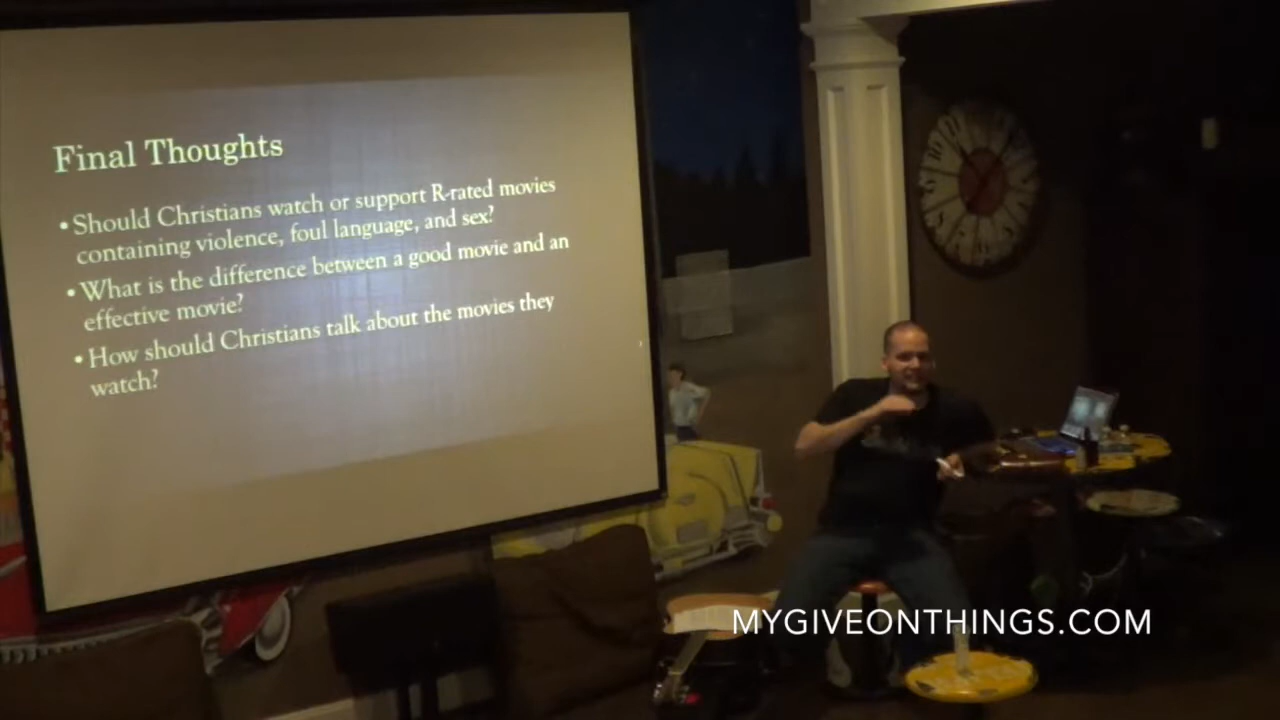 Final Thoughts
•Should Christians watch or support R-rated movies
containing violence, foul language, and sex?
•What is the difference between a good movie and an
effective movie?
•How should Christians talk about the movies they
watch?
MYGIVEONTHINGS.COM